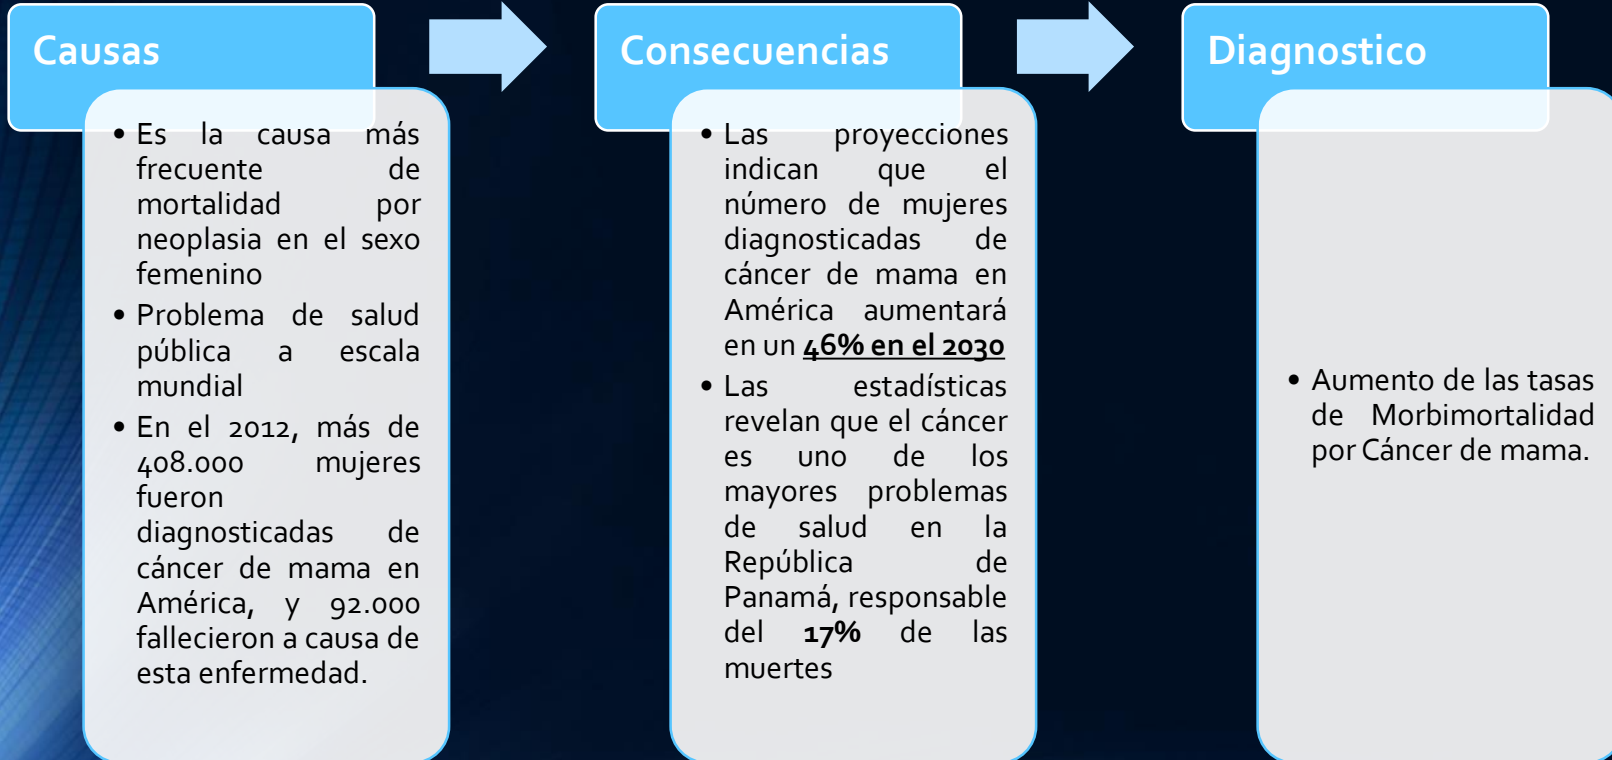 Causas
• Es la causa más
frecuente de
mortalidad por
neoplasia en el sexo
femenino
• Problema de salud
pública a escala
mundial
• En el 2012, más de
408.000 mujeres
fueron
diagnosticadas de
cáncer de mama en
América, y 92.000
fallecieron a causa de
esta enfermedad.
Consecuencias
• Las proyecciones
indican que el
número de mujeres
diagnosticadas de
cáncer de mama en
América aumentará
en un 46% en el 2030
• Las estadísticas
revelan que el cáncer
es uno de los
mayores problemas
de salud en la
República de
Panamá, responsable
del 17% de las
muertes
Diagnostico
• Aumento de las tasas
de Morbimortalidad
por Cáncer de mama.